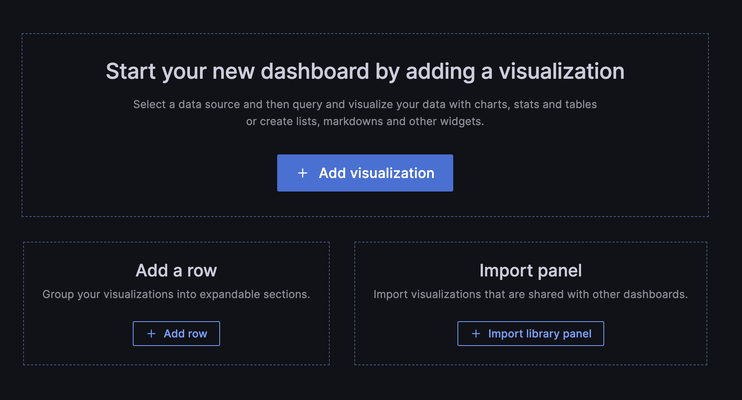 Start your new dashboard by adding a visualization
Select a data source and then query and visualize your data with charts, stats and tables
or create lists, markdowns and other widgets.
+ Add visualization
Add a row
Group your visualizations into expandable sections.
+ Add row
Import panel
Import visualizations that are shared with other dashboards.
+ Import library panel